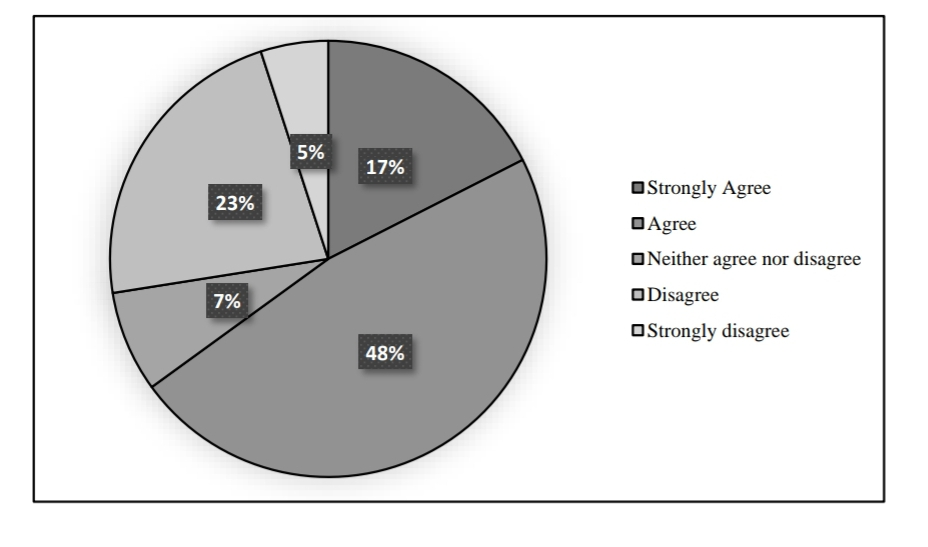 5%
17%
23%
7%
48%
Strongly Agree
Agree
Neither agree nor disagree
Disagree
Strongly disagree